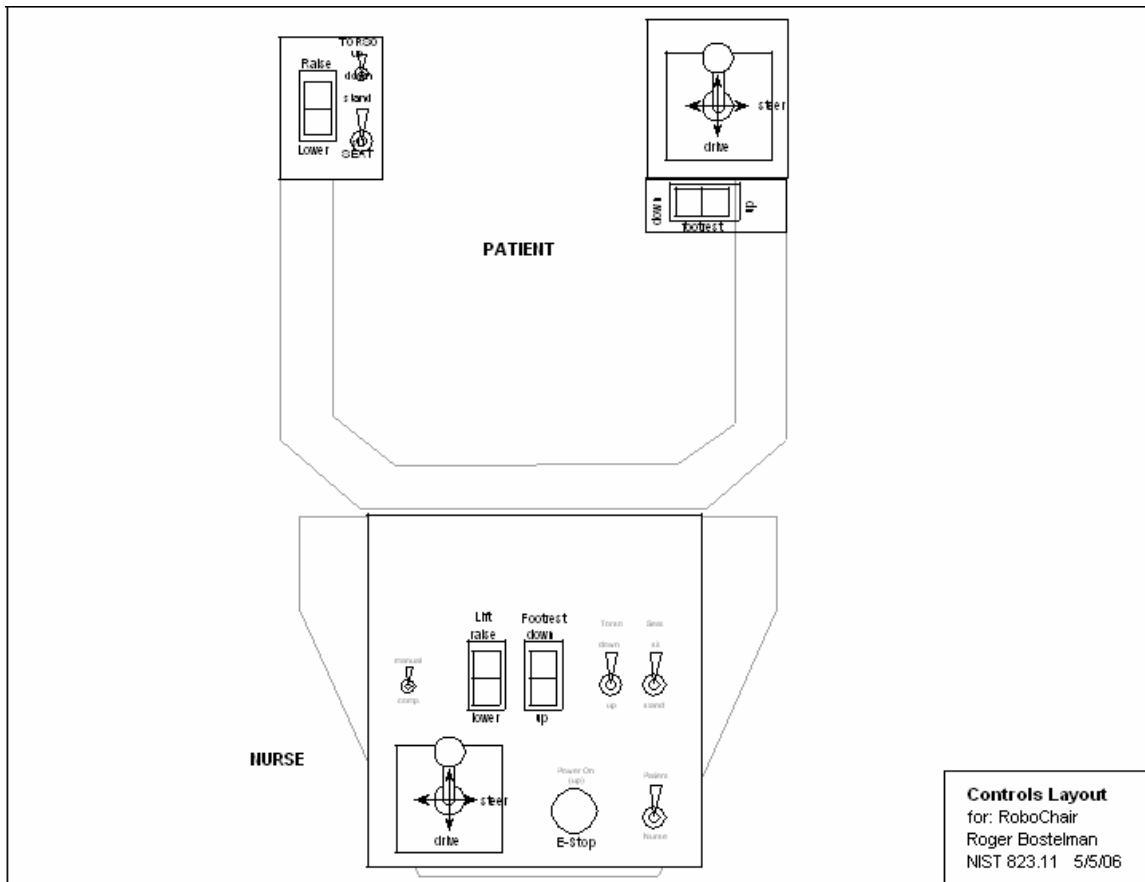 TORSO
up
Raise
down
stand
Lower
SEAT
steer
drive
down
up
footrest
PATIENT
Lift
Footrest
Torso
Seat
raise
down
down
sit
manual
comp.
lower
up
up
stand
NURSE
Power On
(up)
Patient
steer
drive
E-Stop
Nurse
Controls Layout
for: RoboChair
Roger Bostelman
NIST 823.11 5/5/06